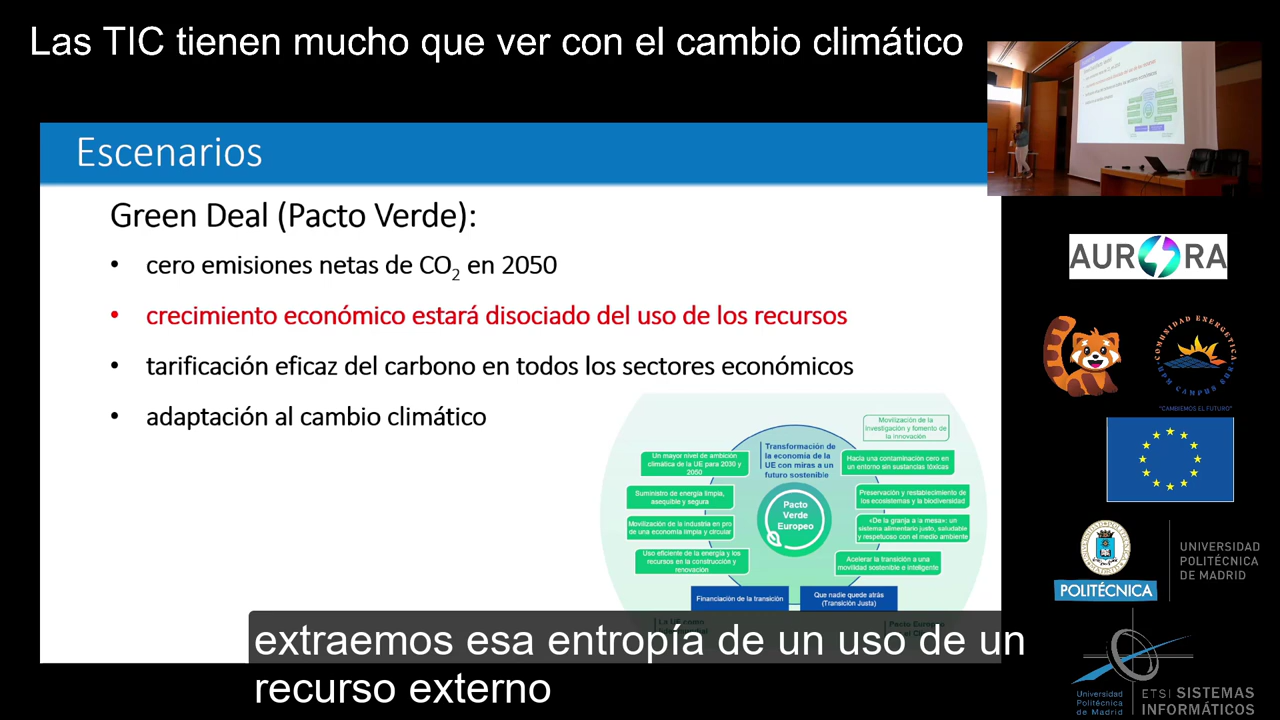 Las TIC tienen mucho que ver con el cambio climático
Escenarios
Green Deal (Pacto Verde):
• cero emisiones netas de CO2 en 2050
• crecimiento económico estará disociado del uso de los recursos
• tarificación eficaz del carbono en todos los sectores económicos
• adaptación al cambio climático
Movilización de la
investigación y fomento de
la innovación
Transformación de
la economía de la
UE con miras a un
futuro sostenible
Un mayor nivel de ambición
climática de la UE para 2030 y
2050
Hacia una contaminación cero en
un entorno sin sustancias tóxicas
Suministro de energía limpia,
asequible y segura
Preservación y restablecimiento de
los ecosistemas y la biodiversidad
Pacto
Verde
Europeo
Movilización de la industria en pro
de una economía limpia y circular
«De la granja a la mesa»: un
sistema alimentario justo, saludable
y respetuoso con el medio ambiente
Uso eficiente de la energía y los
recursos en la construcción y
renovación
Acelerar la transición a una
movilidad sostenible e inteligente
Financiación de la transición
Que nadie quede atrás
(Transición Justa)
La UE como
Pacto Europeo
extraemos esa entropía de un uso de un
recurso externo
AURORA
COMUNIDAD ENERGETICA
UPM CAMPUS SUR
"CAMBIEMOS EL FUTURO"
POLITÉCNICA
UNIVERSIDAD
POLITÉCNICA
DE MADRID
Universidad
Politécnica
de Madrid
ETSI SISTEMAS
INFORMÁTICOS